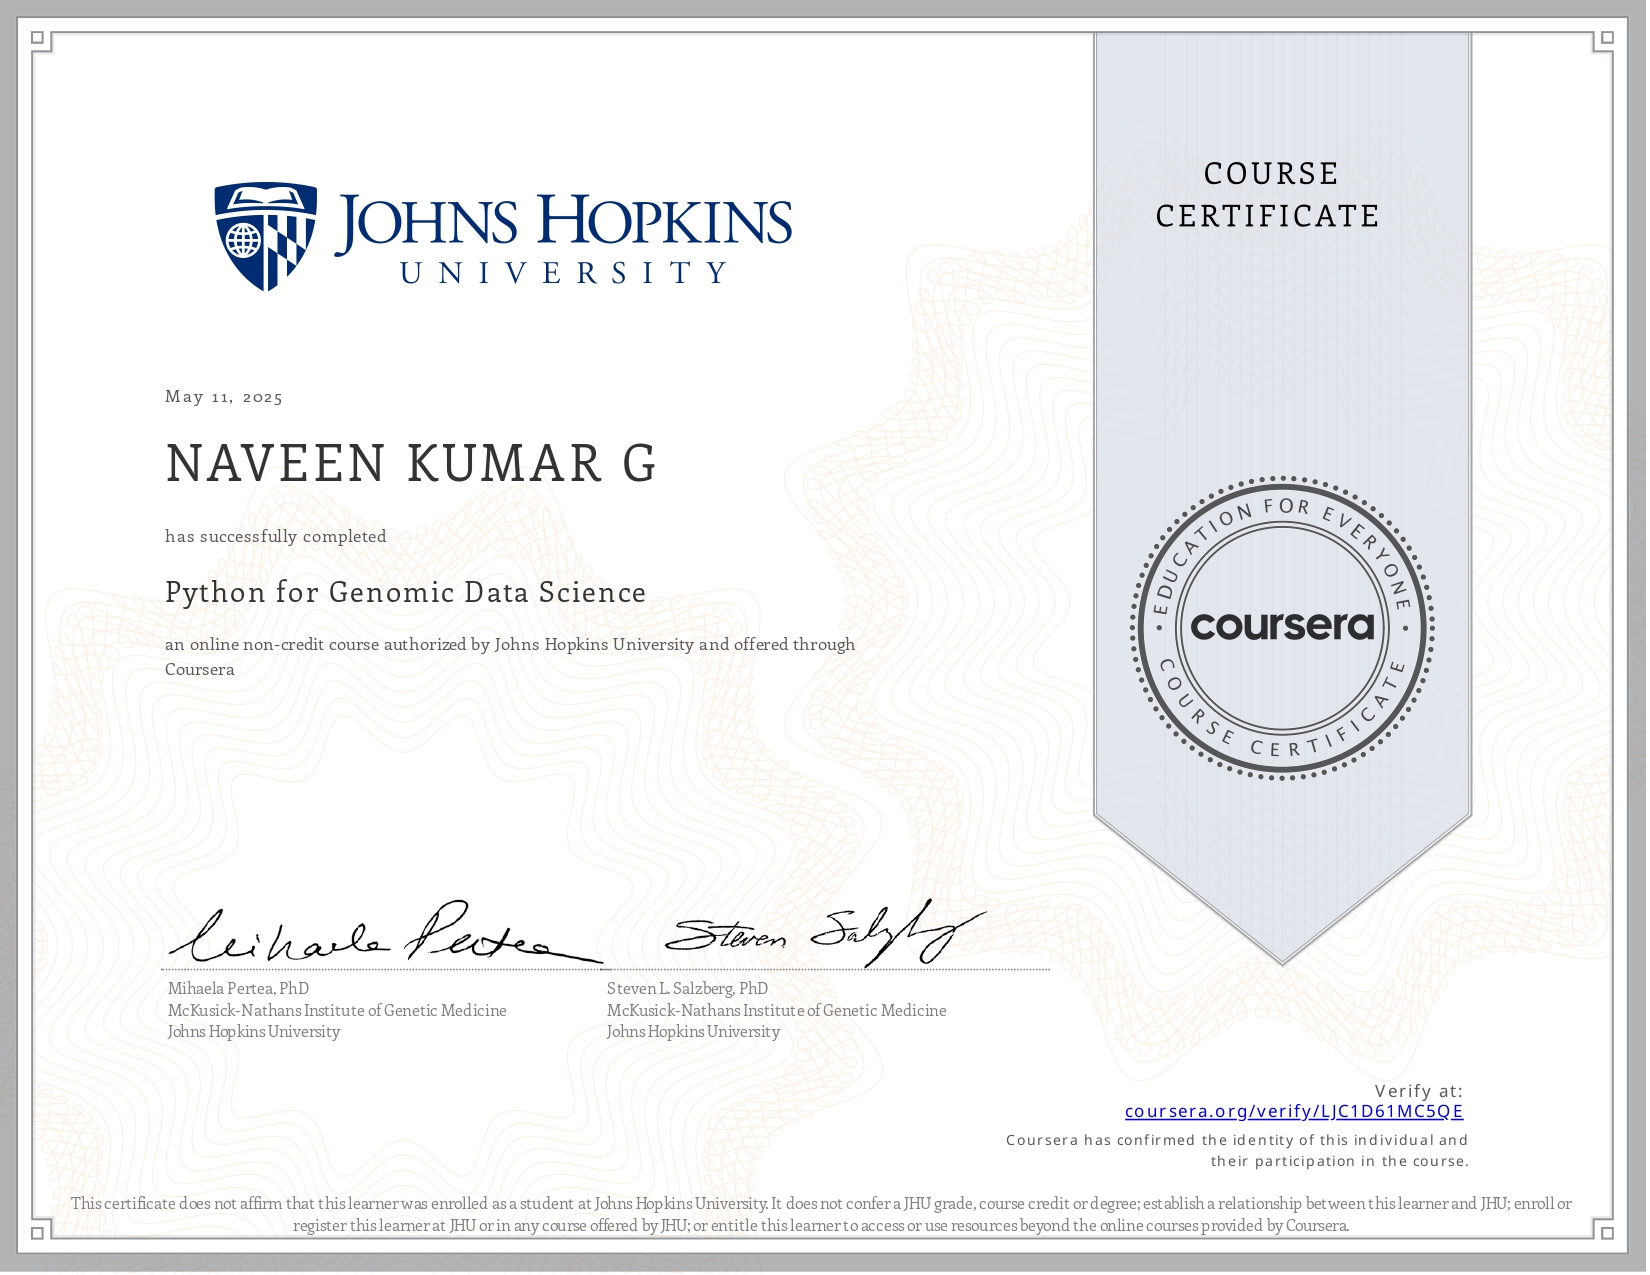 JOHNS HOPKINS
UNIVERSITY
COURSE
CERTIFICATE
May 11, 2025
NAVEEN KUMAR G
has successfully completed
Python for Genomic Data Science
an online non-credit course authorized by Johns Hopkins University and offered through
Coursera
EDUCATION FOR EVERYONE
coursera
COURSE CERTIFICATE
Mihaela Pertea
Steven Salzberg
Mihaela Pertea, PhD
McKusick-Nathans Institute of Genetic Medicine
Johns Hopkins University
Steven L. Salzberg, PhD
McKusick-Nathans Institute of Genetic Medicine
Johns Hopkins University
Verify at:
coursera.org/verify/LJC1D61MC5QE
Coursera has confirmed the identity of this individual and
their participation in the course.
This certificate does not affirm that this learner was enrolled as a student at Johns Hopkins University. It does not confer a JHU grade, course credit or degree; establish a relationship between this learner and JHU; enroll or
register this learner at JHU or in any course offered by JHU; or entitle this learner to access or use resources beyond the online courses provided by Coursera.